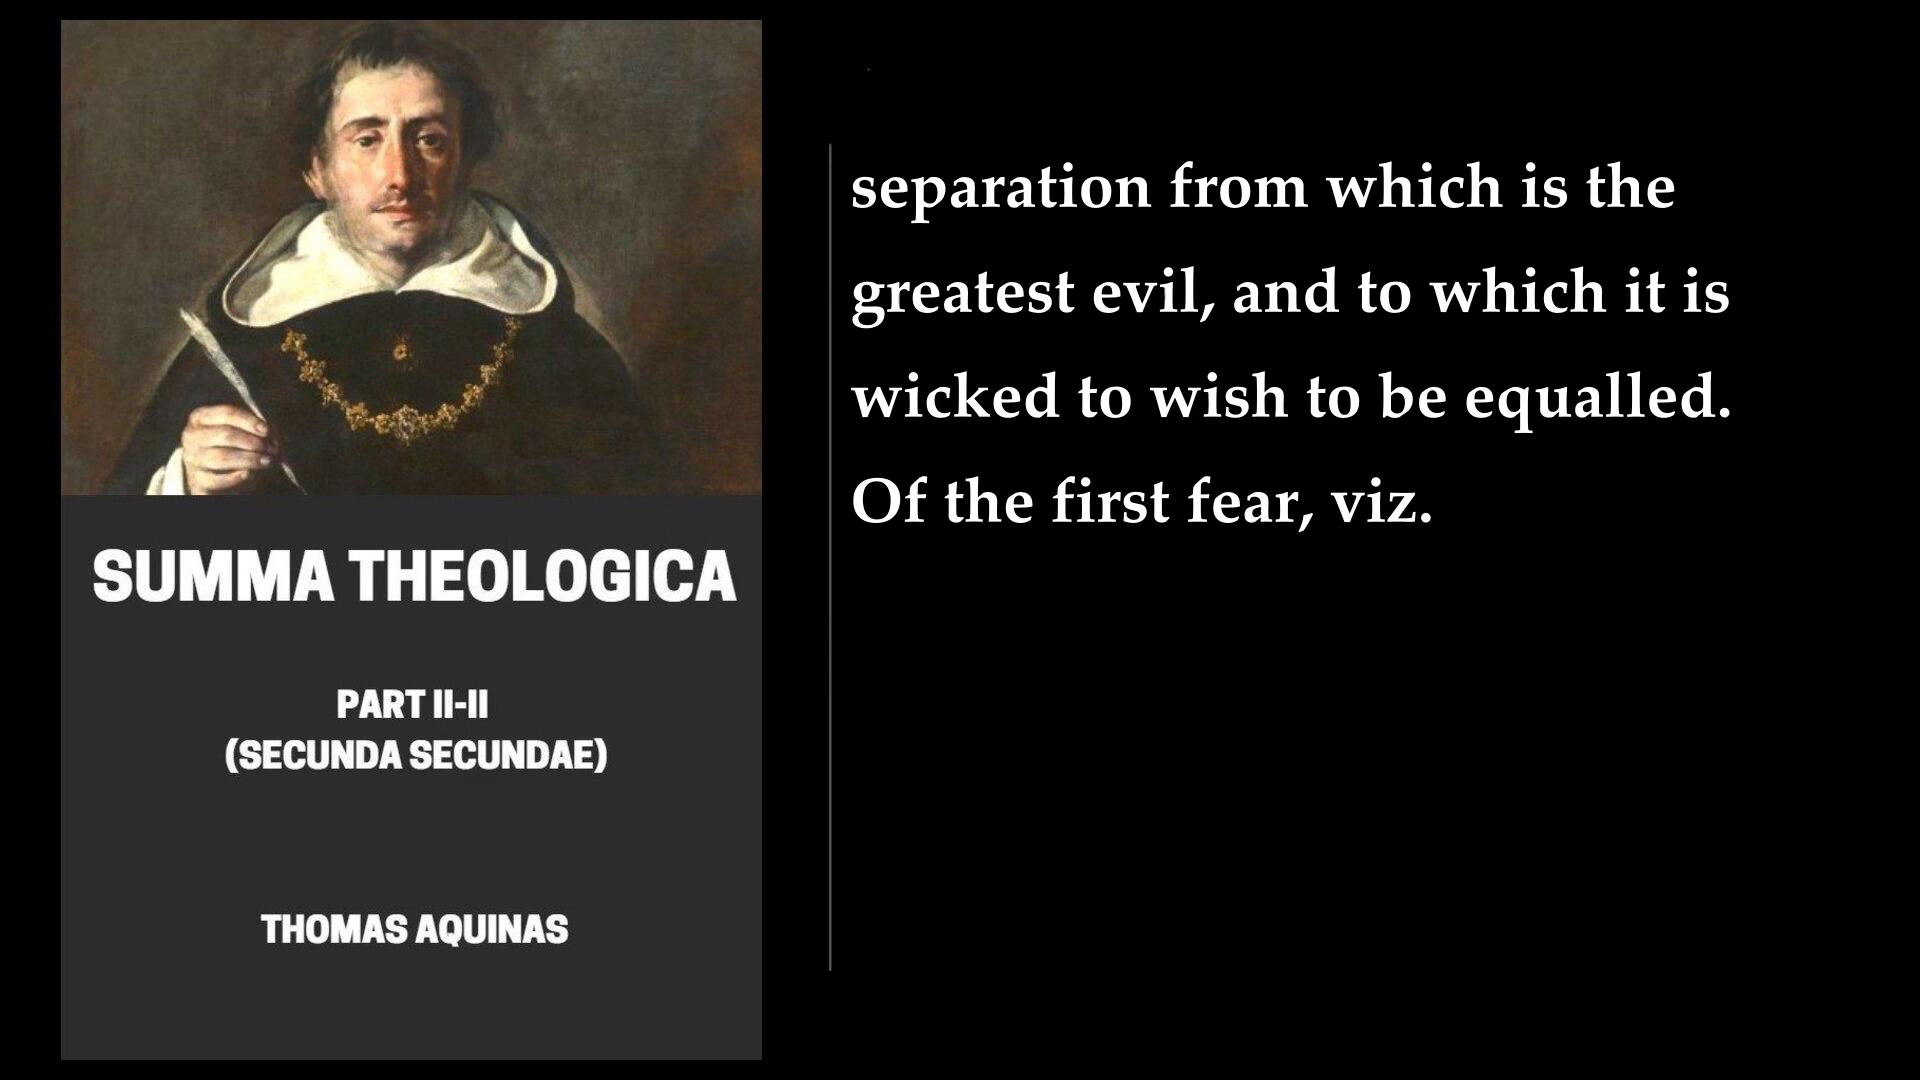 SUMMA THEOLOGICA
PART II-II
(SECUNDA SECUNDAE)
THOMAS AQUINAS
separation from which is the
greatest evil, and to which it is
wicked to wish to be equalled.
Of the first fear, viz.